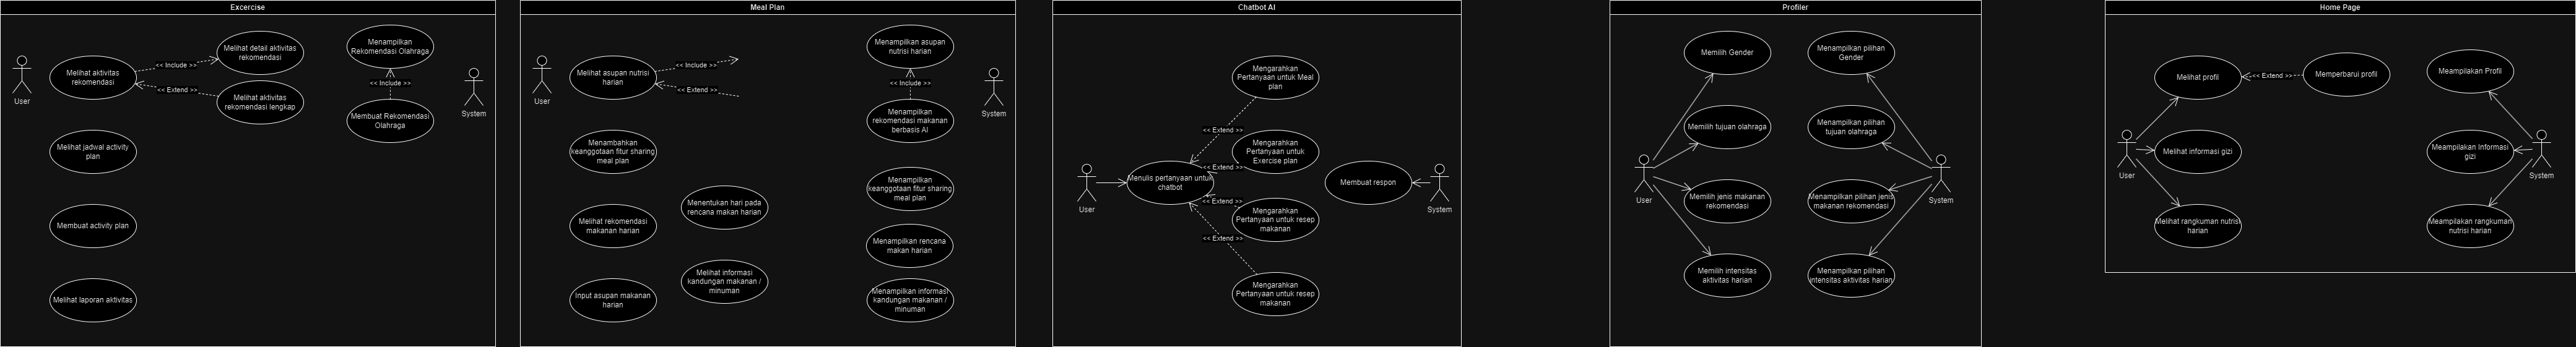 Excercise
User
Melihat aktivitas
rekomendasi
<< Include >>
<< Extend >>
Melihat detail aktivitas
rekomendasi
Melihat aktivitas
rekomendasi lengkap
Melihat jadwal activity
plan
Membuat activity plan
Melihat laporan aktivitas
Menampilkan
Rekomendasi Olahraga
<< Include >>
Membuat Rekomendasi
Olahraga
System
Meal Plan
User
Melihat asupan nutrisi
harian
<< Include >>
<< Extend >>
Menambahkan
keanggotaan fitur sharing
meal plan
Melihat rekomendasi
makanan harian
Input asupan makanan
harian
Menentukan hari pada
rencana makan harian
Melihat informasi
kandungan makanan /
minuman
Menampilkan asupan
nutrisi harian
<< Include >>
Menampilkan
rekomendasi makanan
berbasis AI
Menampilkan
keanggotaan fitur sharing
meal plan
Menampilkan rencana
makan harian
Menampilkan informasi
kandungan makanan /
minuman
System
Chatbot AI
User
Menulis pertanyaan untuk
chatbot
Mengarahkan
Pertanyaan untuk Meal
plan
<< Extend >>
Mengarahkan
Pertanyaan untuk
Exercise plan
<< Extend >>
<< Extend >>
Mengarahkan
Pertanyaan untuk resep
makanan
<< Extend >>
Mengarahkan
Pertanyaan untuk resep
makanan
Membuat respon
System
Profiler
User
Memilih Gender
Memilih tujuan olahraga
Memilih jenis makanan
rekomendasi
Memilih intensitas
aktivitas harian
Menampilkan pilihan
Gender
Menampilkan pilihan
tujuan olahraga
Menampilkan pilihan jenis
makanan rekomendasi
Menampilkan pilihan
intensitas aktivitas harian
System
Home Page
User
Melihat profil
<< Extend >>
Memperbarui profil
Melihat informasi gizi
Melihat rangkuman nutrisi
harian
Meampilakan Profil
Meampilakan Informasi
gizi
Meampilakan rangkuman
nutrisi harian
System